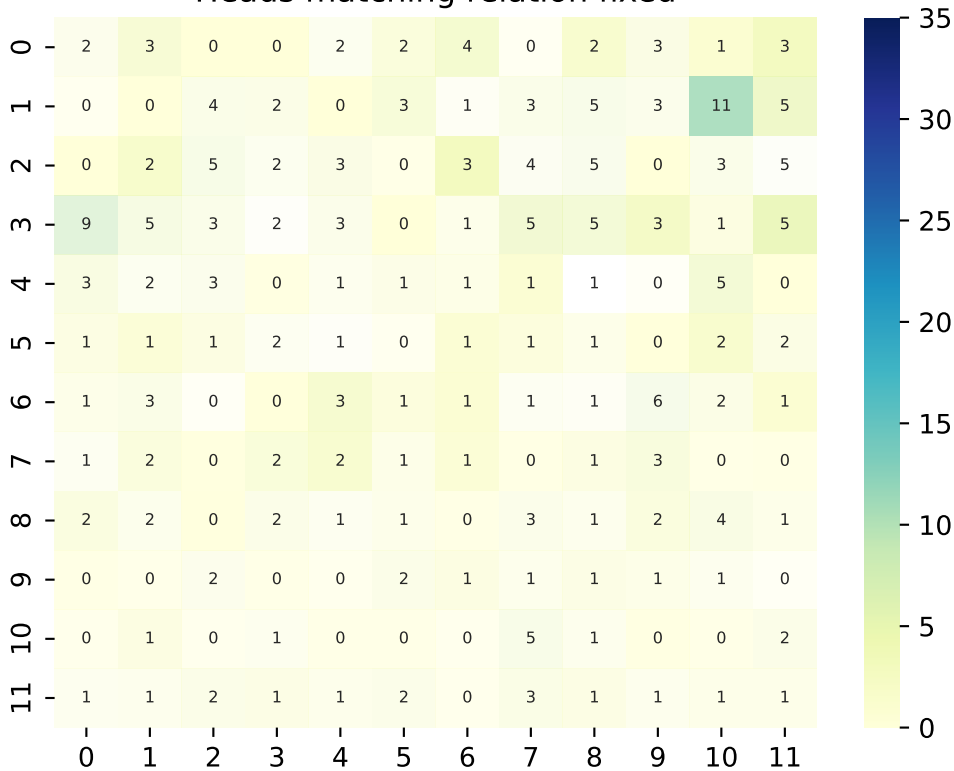 Heads matching relation fixed
0 2 3 0 0 2 2 4 0 2 3 1 3
1 0 0 4 2 0 3 1 3 5 3 11 5
2 0 2 5 2 3 0 3 4 5 0 3 5
3 9 5 3 2 3 0 1 5 5 3 1 5
4 3 2 3 0 1 1 1 1 1 0 5 0
5 1 1 1 2 1 0 1 1 1 0 2 2
6 1 3 0 0 3 1 1 1 1 6 2 1
7 1 2 0 2 2 1 1 0 1 3 0 0
8 2 2 0 2 1 1 0 3 1 2 4 1
9 0 0 2 0 0 2 1 1 1 1 1 0
10 0 1 0 1 0 0 0 5 1 0 0 2
11 1 1 2 1 1 2 0 3 1 1 1 1
0 1 2 3 4 5 6 7 8 9 10 11
35
30
25
20
15
10
5
0